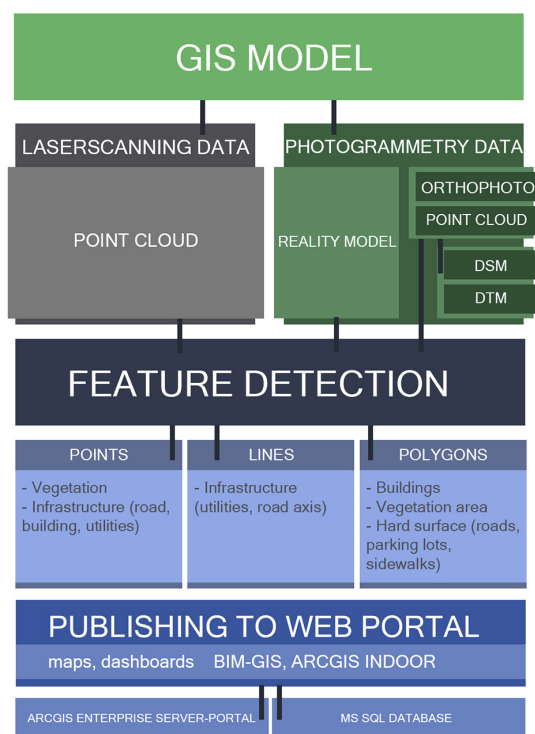 GIS MODEL
LASERSCANNING DATA
POINT CLOUD
PHOTOGRAMMETRY DATA
REALITY MODEL
ORTHOPHOTO
POINT CLOUD
DSM
DTM
FEATURE DETECTION
POINTS
- Vegetation
- Infrastructure (road,
building, utilities)
LINES
- Infrastructure
(utilities, road axis)
POLYGONS
- Buildings
- Vegetation area
- Hard surface (roads,
parking lots,
sidewalks)
PUBLISHING TO WEB PORTAL
maps, dashboards BIM-GIS, ARCGIS INDOOR
ARCGIS ENTERPRISE SERVER-PORTAL
MS SQL DATABASE